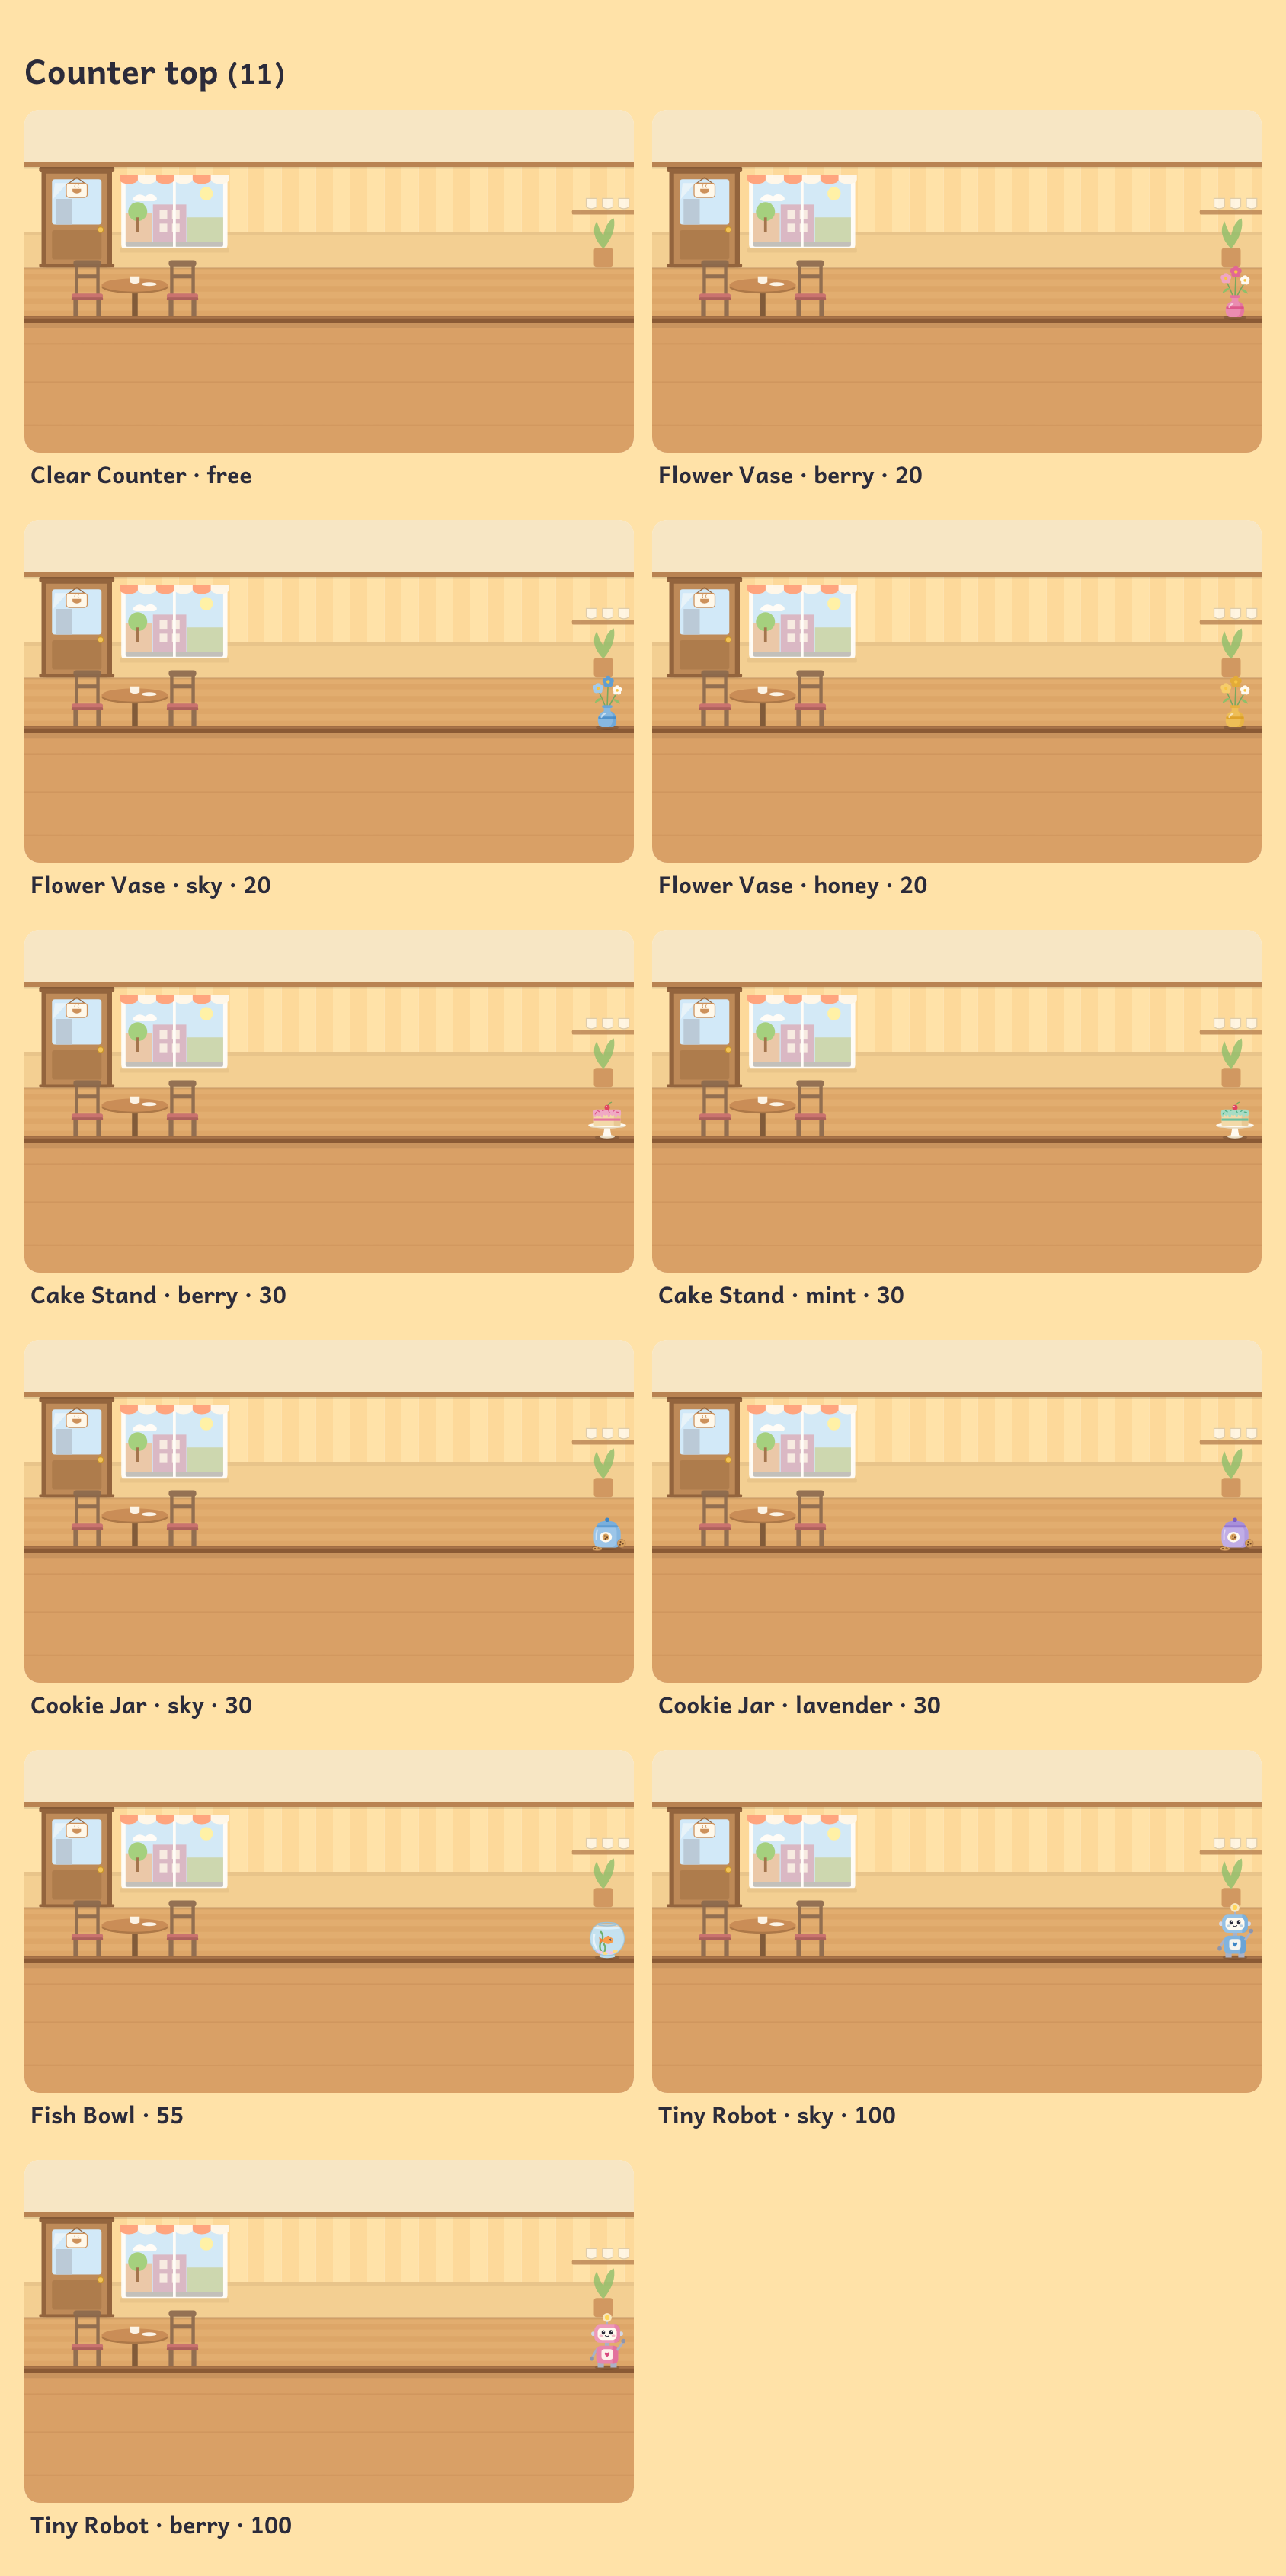 Counter top (11)
Clear Counter · free
Flower Vase · berry · 20
Flower Vase · sky · 20
Flower Vase · honey · 20
Cake Stand · berry · 30
Cake Stand · mint · 30
Cookie Jar · sky · 30
Cookie Jar · lavender · 30
Fish Bowl · 55
Tiny Robot · sky · 100
Tiny Robot · berry · 100